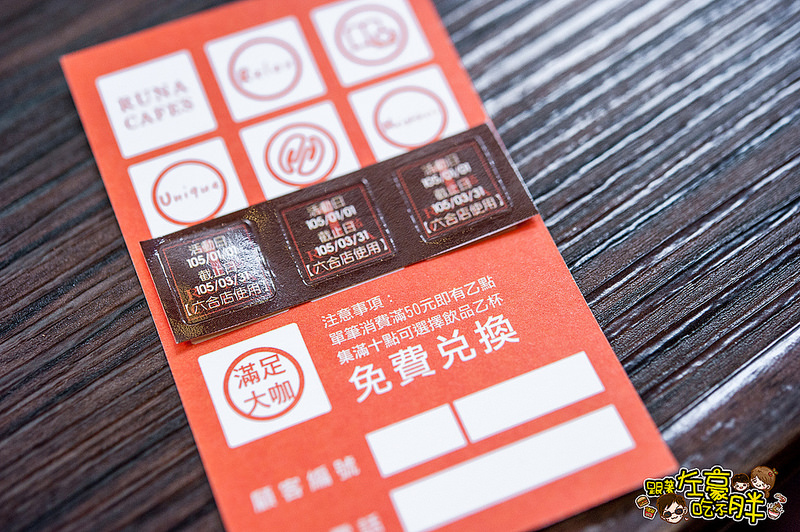 RUNA
CAFES
Relax
Unique
活動日
105/01/01
截止日
105/03/31
【六合店使用】
活動日
105/01/01
截止日
105/03/31
【六合店使用】
活動日
105/01/01
截止日
105/03/31
【六合店使用】
注意事項：
單筆消費滿50元即有乙點
集滿十點可選擇飲品乙杯
免費兌換
滿足
大咖
顧客編號
電話
跟著左豪吃不胖